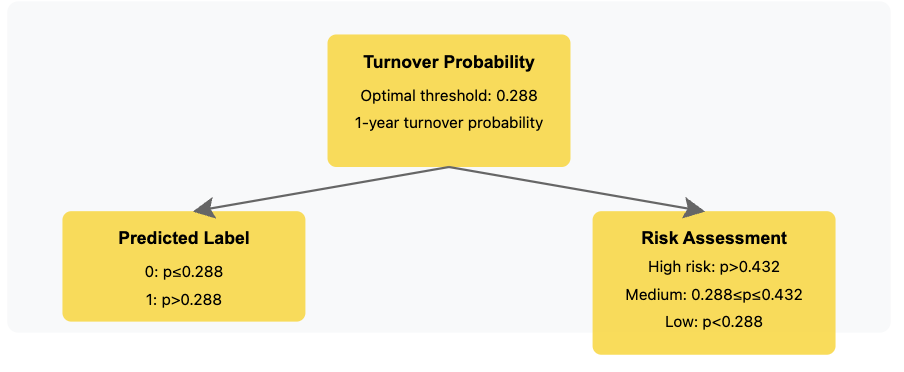 Turnover Probability
Optimal threshold: 0.288
1-year turnover probability
Predicted Label
0: p≤0.288
1: p>0.288
Risk Assessment
High risk: p>0.432
Medium: 0.288≤p≤0.432
Low: p<0.288